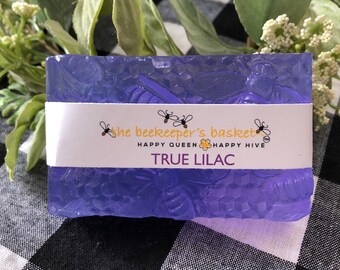 the beekeeper's basket
HAPPY QUEEN HAPPY HIVE
TRUE LILAC